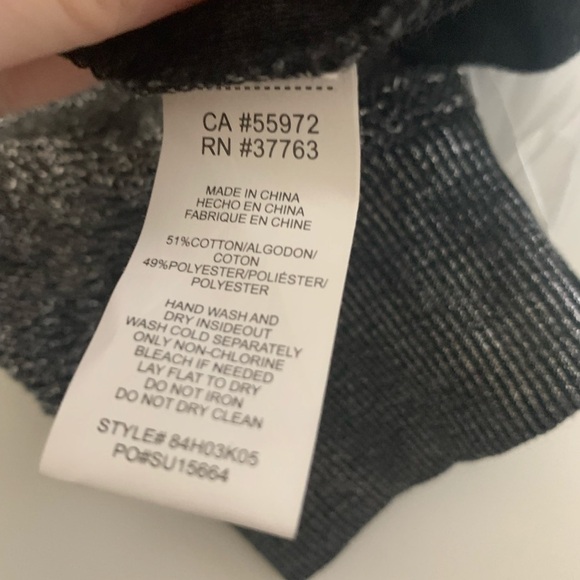 CA #55972
RN #37763
MADE IN CHINA
HECHO EN CHINA
FABRIQUE EN CHINE
51%COTTON/ALGODON/
COTON
49%POLYESTER/POLIÉSTER/
POLYESTER
HAND WASH AND
DRY INSIDEOUT
WASH COLD SEPARATELY
ONLY NON-CHLORINE
BLEACH IF NEEDED
LAY FLAT TO DRY
DO NOT IRON
DO NOT DRY CLEAN
STYLE# 84H03K05
PO#SU15664